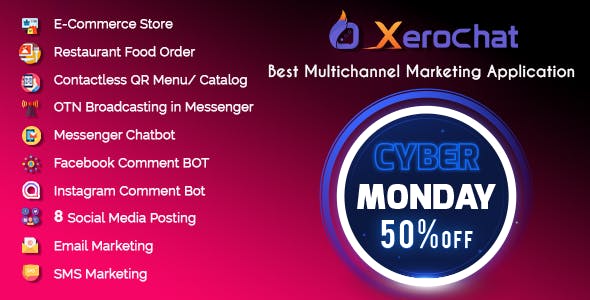 E-Commerce Store
Restaurant Food Order
Contactless QR Menu/ Catalog
OTN Broadcasting in Messenger
Messenger Chatbot
Facebook Comment BOT
Instagram Comment Bot
8 Social Media Posting
Email Marketing
SMS Marketing
XeroChat
Best Multichannel Marketing Application
CYBER
MONDAY
50% OFF